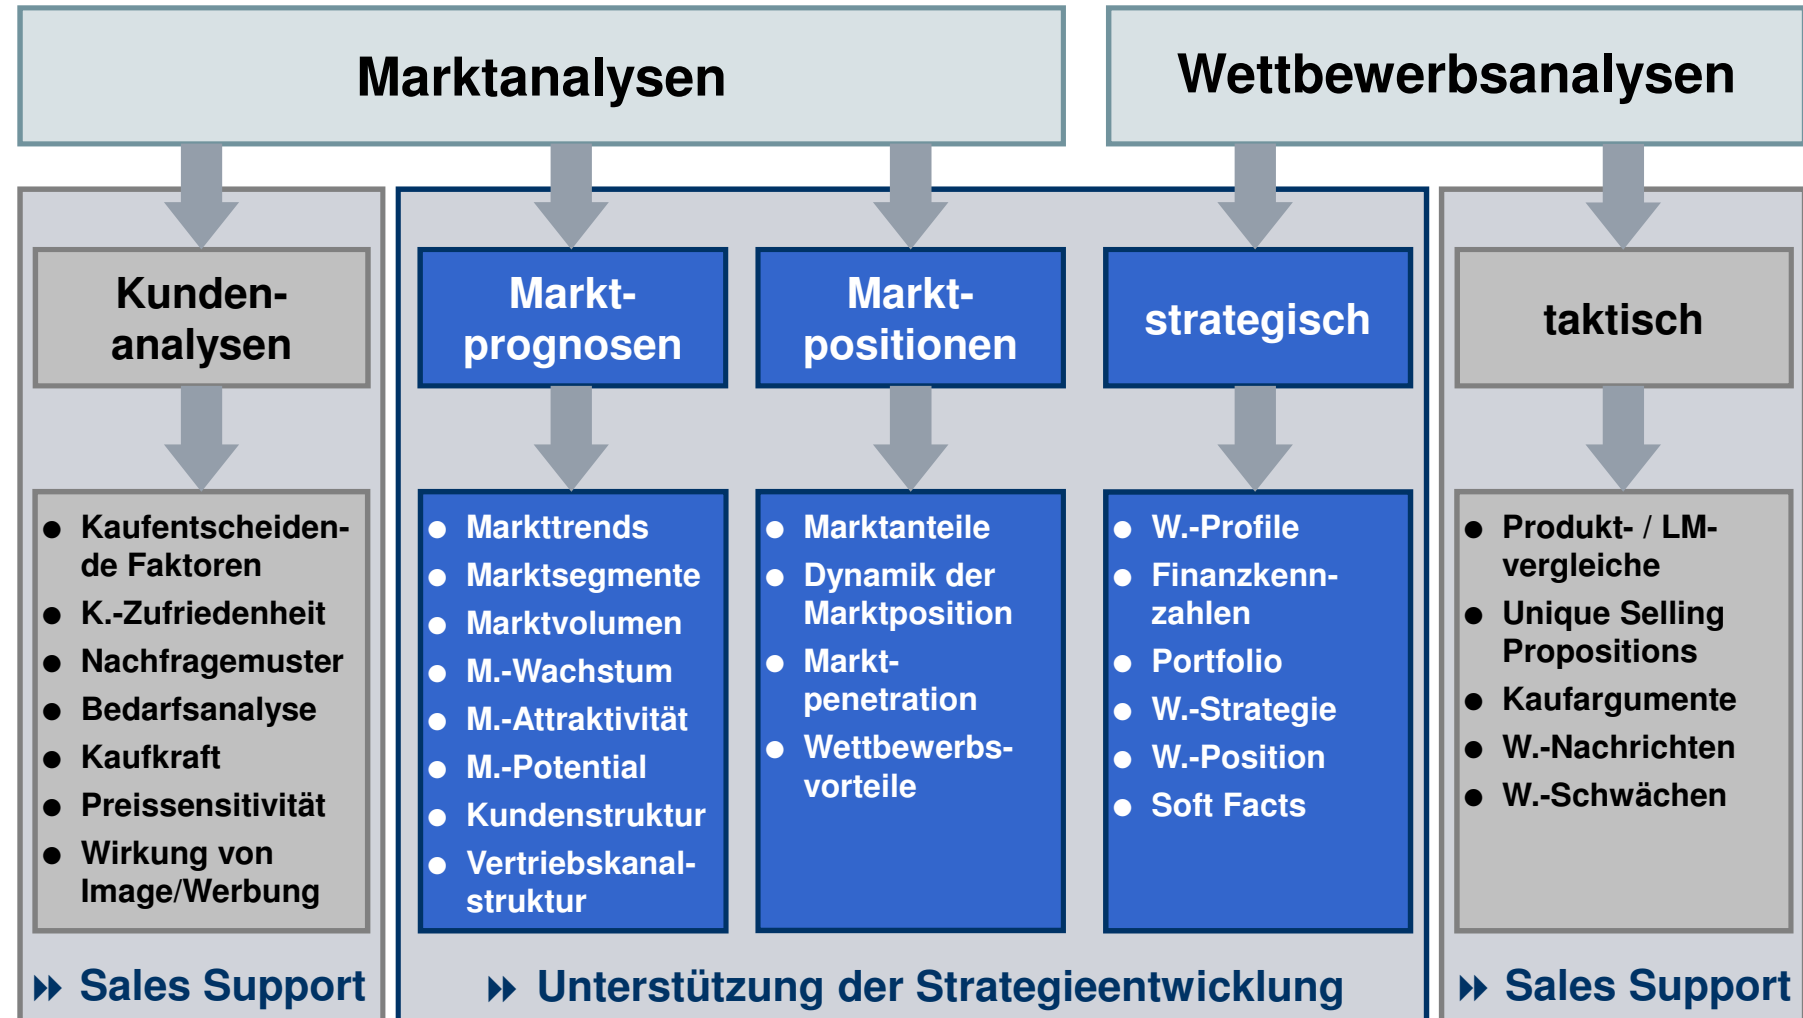 Marktanalysen
Wettbewerbsanalysen
Kunden-
analysen
Markt-
prognosen
Markt-
positionen
strategisch
taktisch
● Kaufentscheiden-
de Faktoren
● K.-Zufriedenheit
● Nachfragemuster
● Bedarfsanalyse
● Kaufkraft
● Preissensitivität
● Wirkung von
Image/Werbung
● Markttrends
● Marktsegmente
● Marktvolumen
● M.-Wachstum
● M.-Attraktivität
● M.-Potential
● Kundenstruktur
● Vertriebskanal-
struktur
● Marktanteile
● Dynamik der
Marktposition
● Markt-
penetration
● Wettbewerbs-
vorteile
● W.-Profile
● Finanzkenn-
zahlen
● Portfolio
● W.-Strategie
● W.-Position
● Soft Facts
● Produkt- / LM-
vergleiche
● Unique Selling
Propositions
● Kaufargumente
● W.-Nachrichten
● W.-Schwächen
Sales Support
Unterstützung der Strategieentwicklung
Sales Support